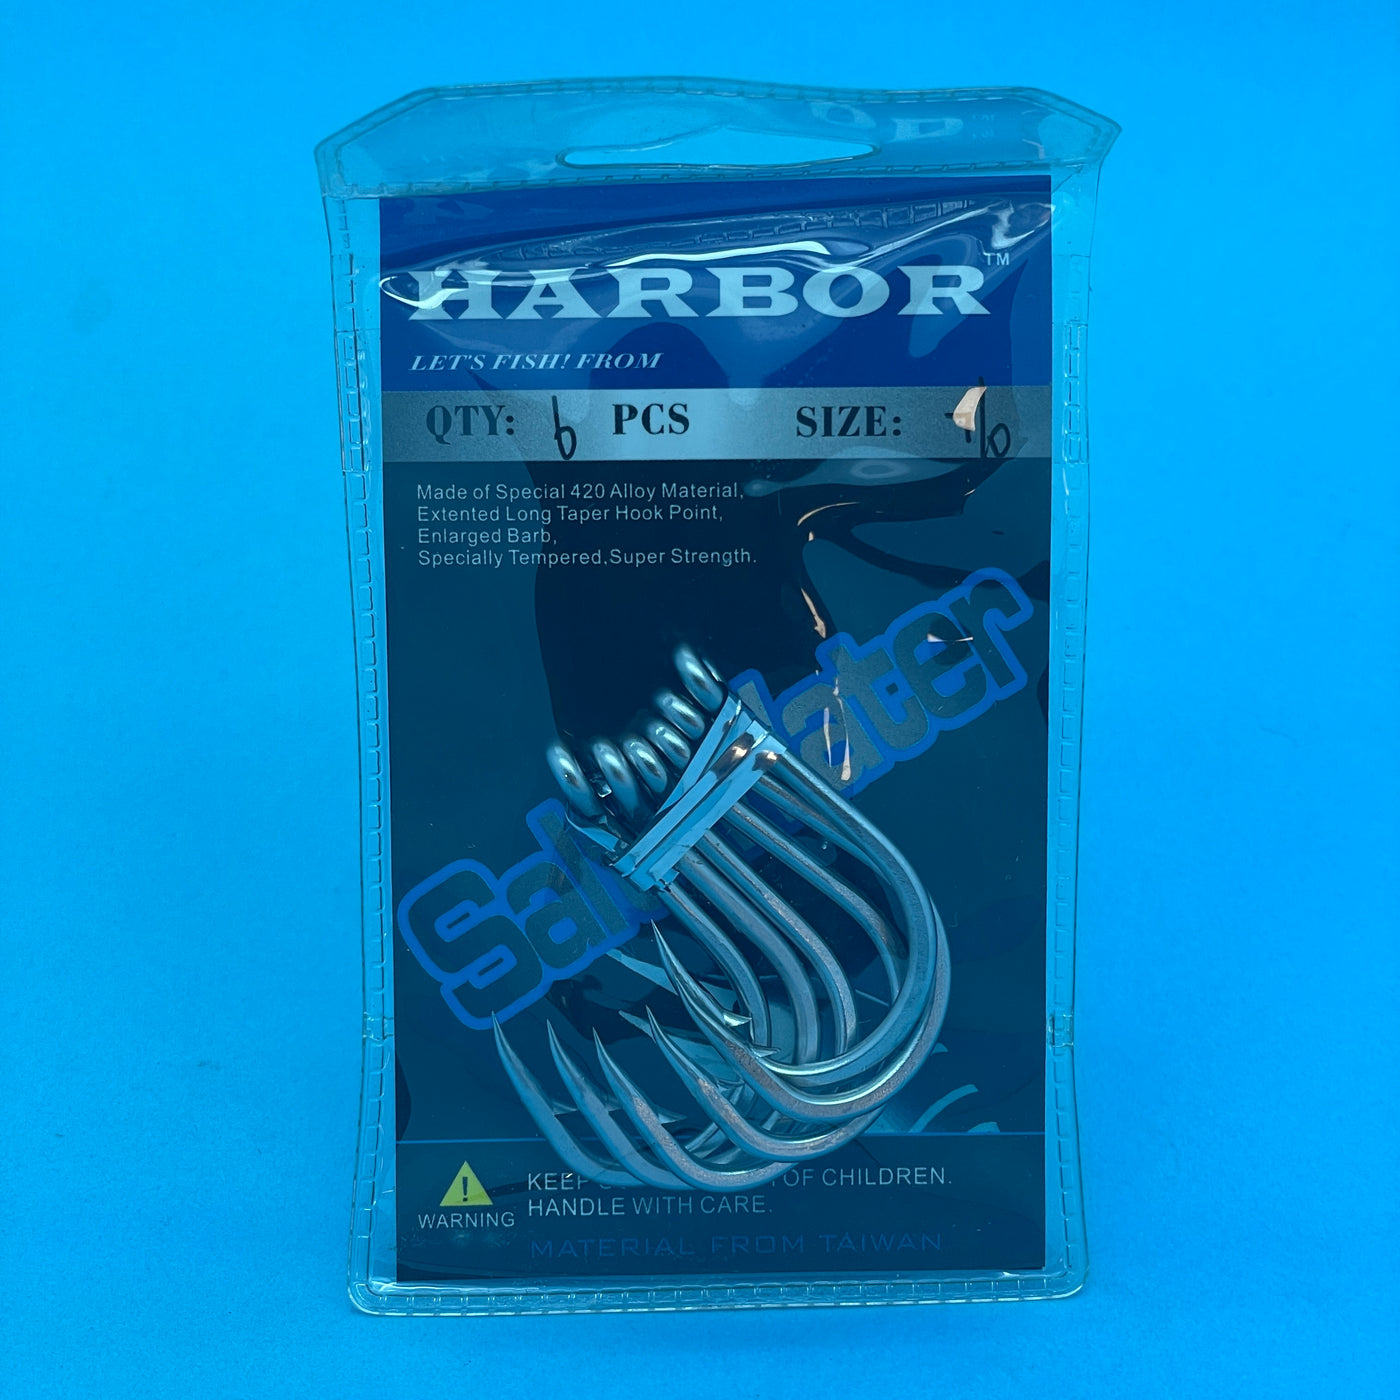 HARBOR™
LET'S FISH! FROM
QTY: 6 PCS SIZE: /0
Made of Special 420 Alloy Material,
Extented Long Taper Hook Point,
Enlarged Barb,
Specially Tempered,Super Strength.
KEEP OF CHILDREN.
WARNING HANDLE WITH CARE.
MATERIAL FROM TAIWAN